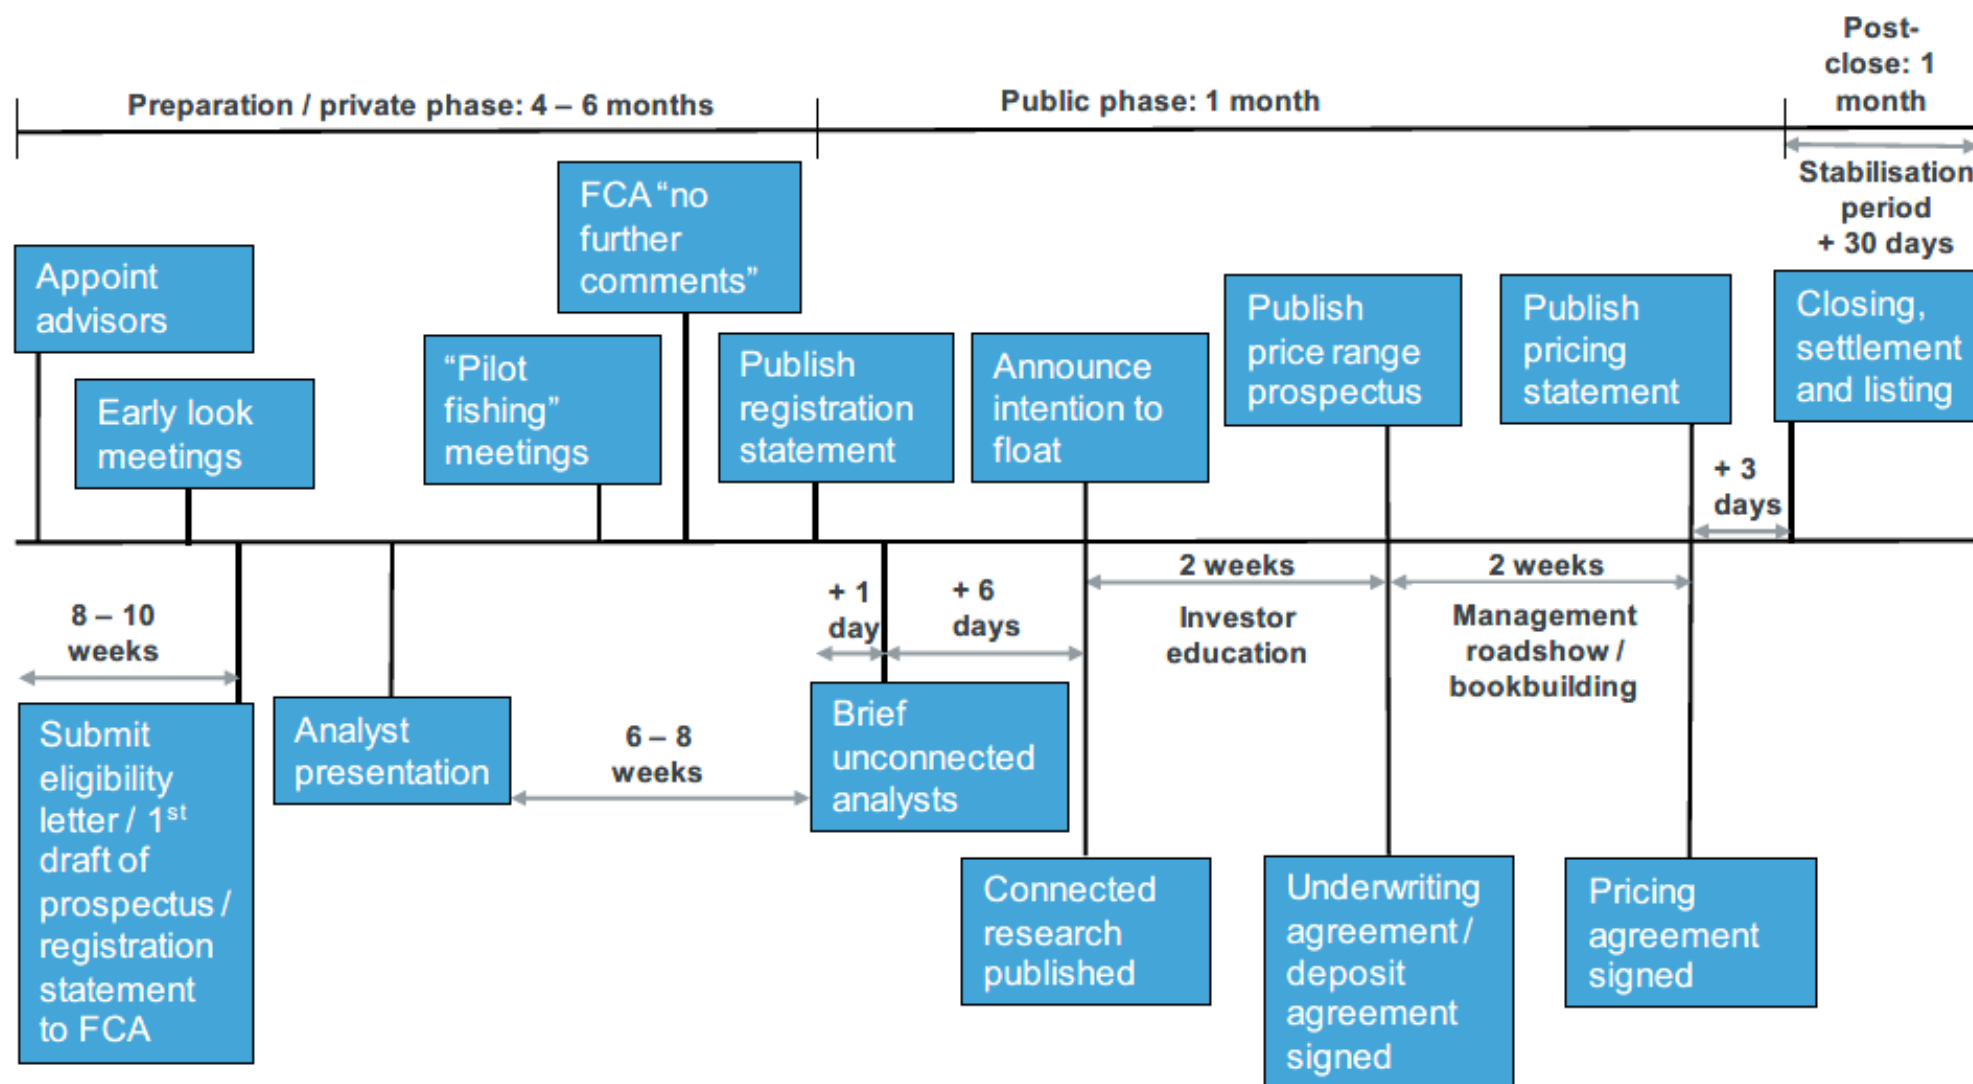 Preparation / private phase: 4 – 6 months
Public phase: 1 month
Post-
close: 1
month
Stabilisation
period
+ 30 days
Appoint
advisors
Early look
meetings
"Pilot
fishing"
meetings
FCA “no
further
comments”
Publish
registration
statement
Announce
intention to
float
Publish
price range
prospectus
Publish
pricing
statement
Closing,
settlement
and listing
+ 3
days
8 – 10
weeks
6 – 8
weeks
+ 1
day
+ 6
days
2 weeks
Investor
education
2 weeks
Management
roadshow /
bookbuilding
Submit
eligibility
letter / 1st
draft of
prospectus /
registration
statement
to FCA
Analyst
presentation
Brief
unconnected
analysts
Connected
research
published
Underwriting
agreement /
deposit
agreement
signed
Pricing
agreement
signed